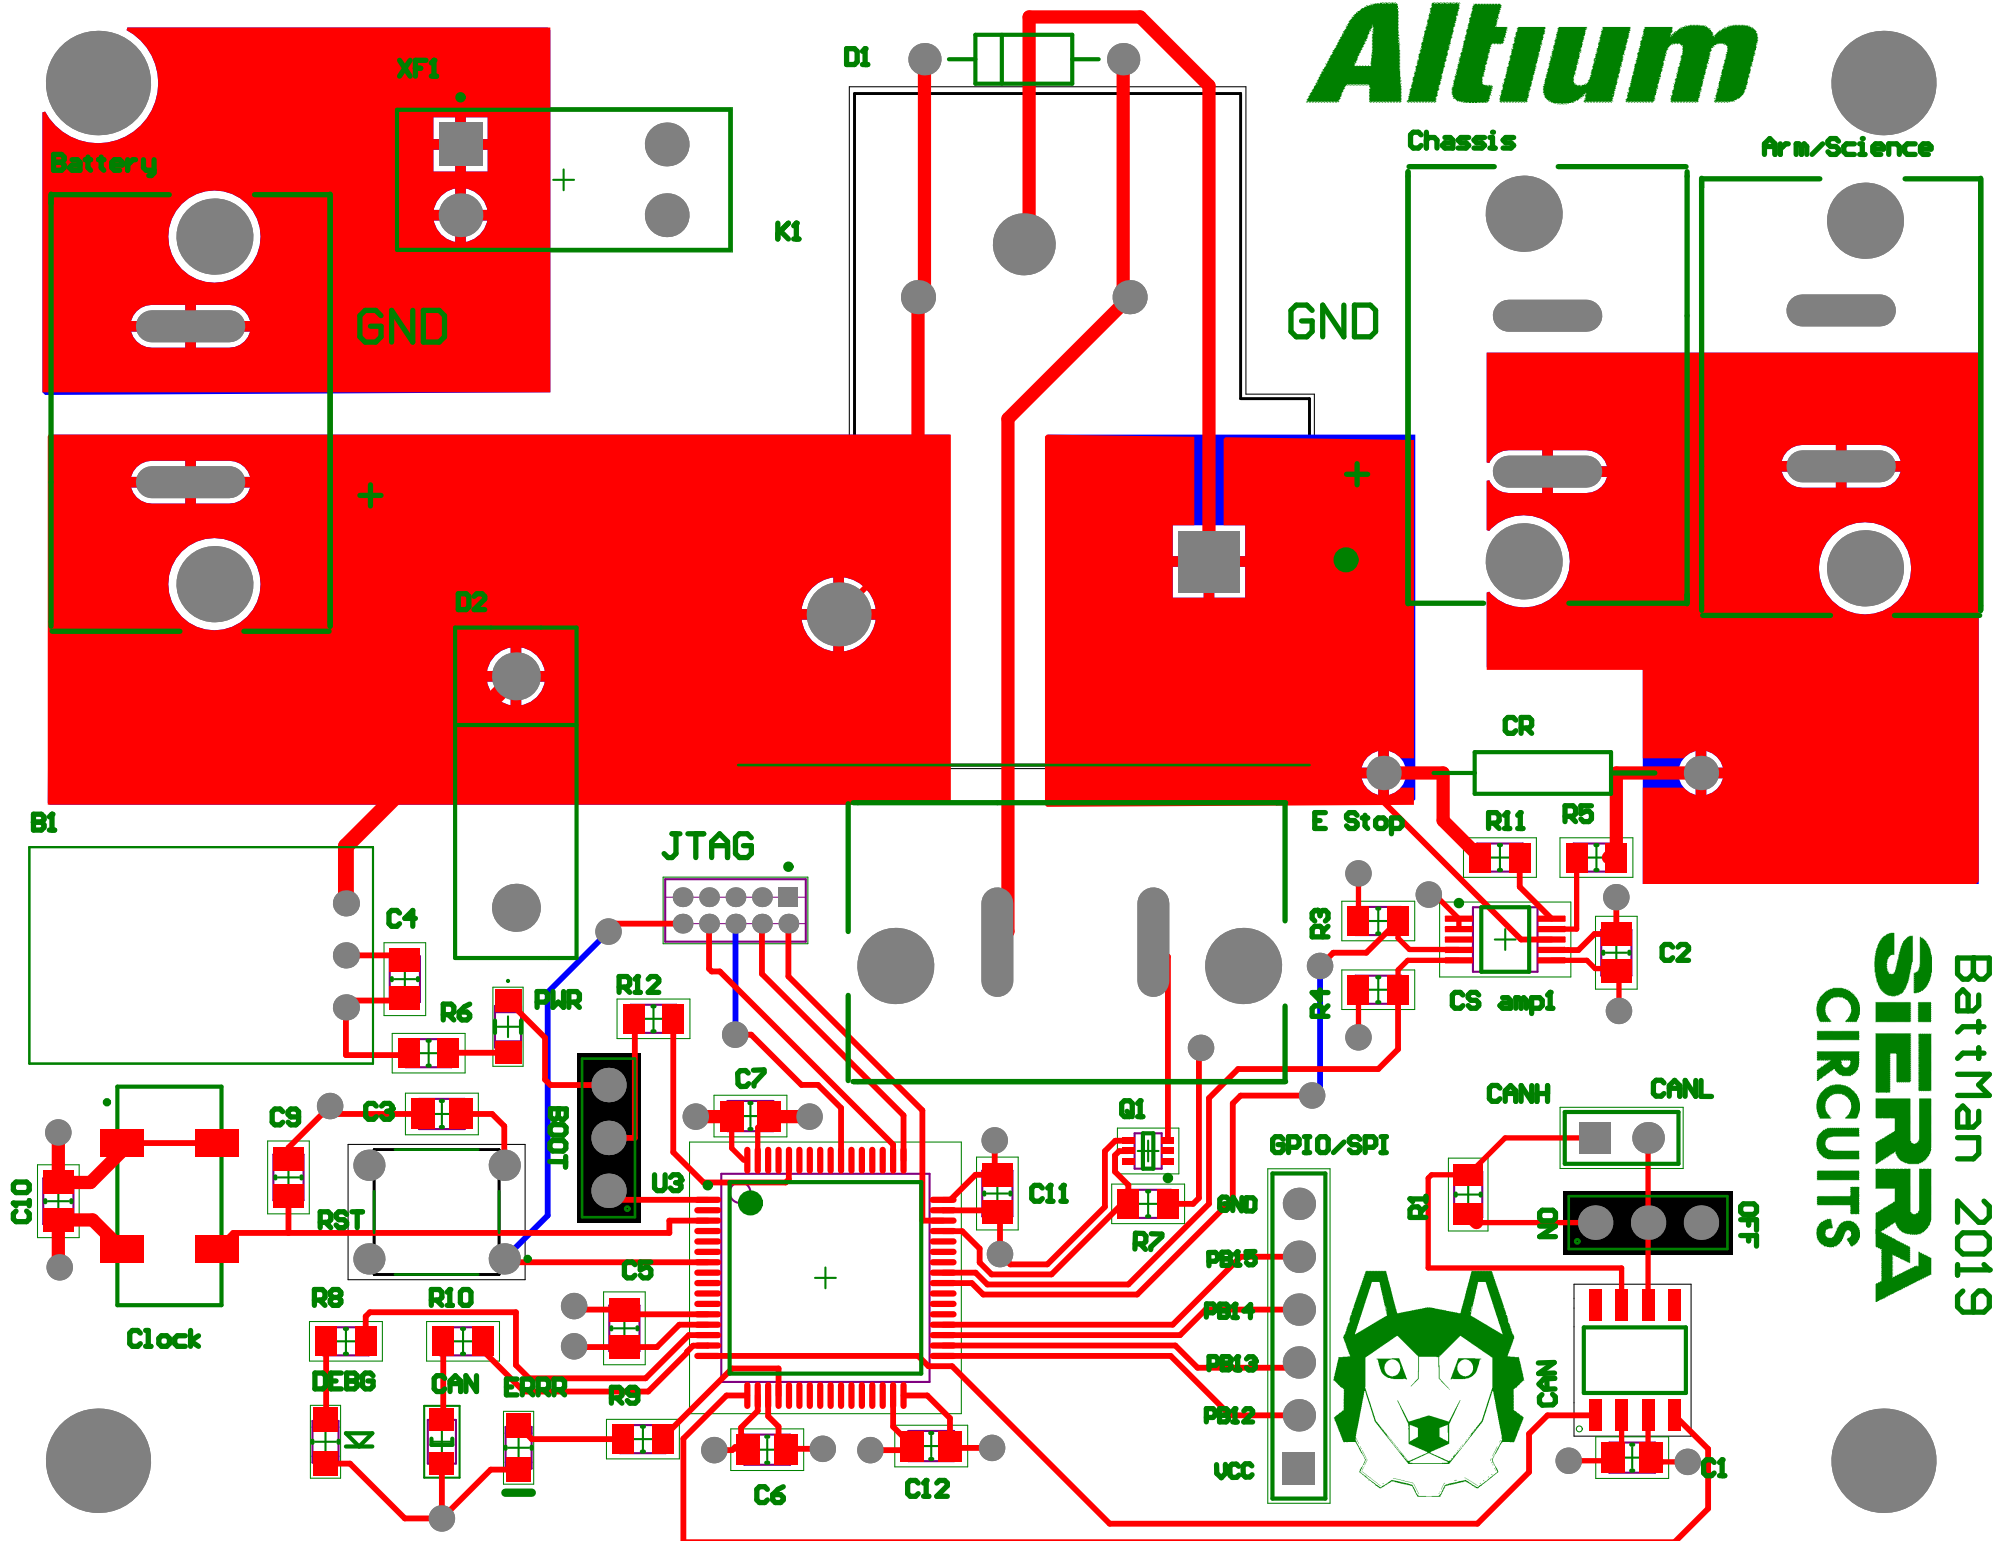 Altium
D1
XF1
Chassis
Arm/Science
Battery
K1
GND
GND
+
+
D2
CR
B1
E Stop
R11
R5
JTAG
C4
R3
C2
R12
PWR
R6
R4
CS amp1
SiERRA
CIRCUITS
BatMan 2019
C7
C9
C3
BOOT
Q1
CANH
CANL
GPIO/SPI
U3
C10
C11
RST
R1
GND
ON
OFF
R7
PB15
C5
R8
R10
PB14
Clock
PB13
DEBG
CAN
ERRR
R9
CAN
PB12
VCC
C1
C6
C12